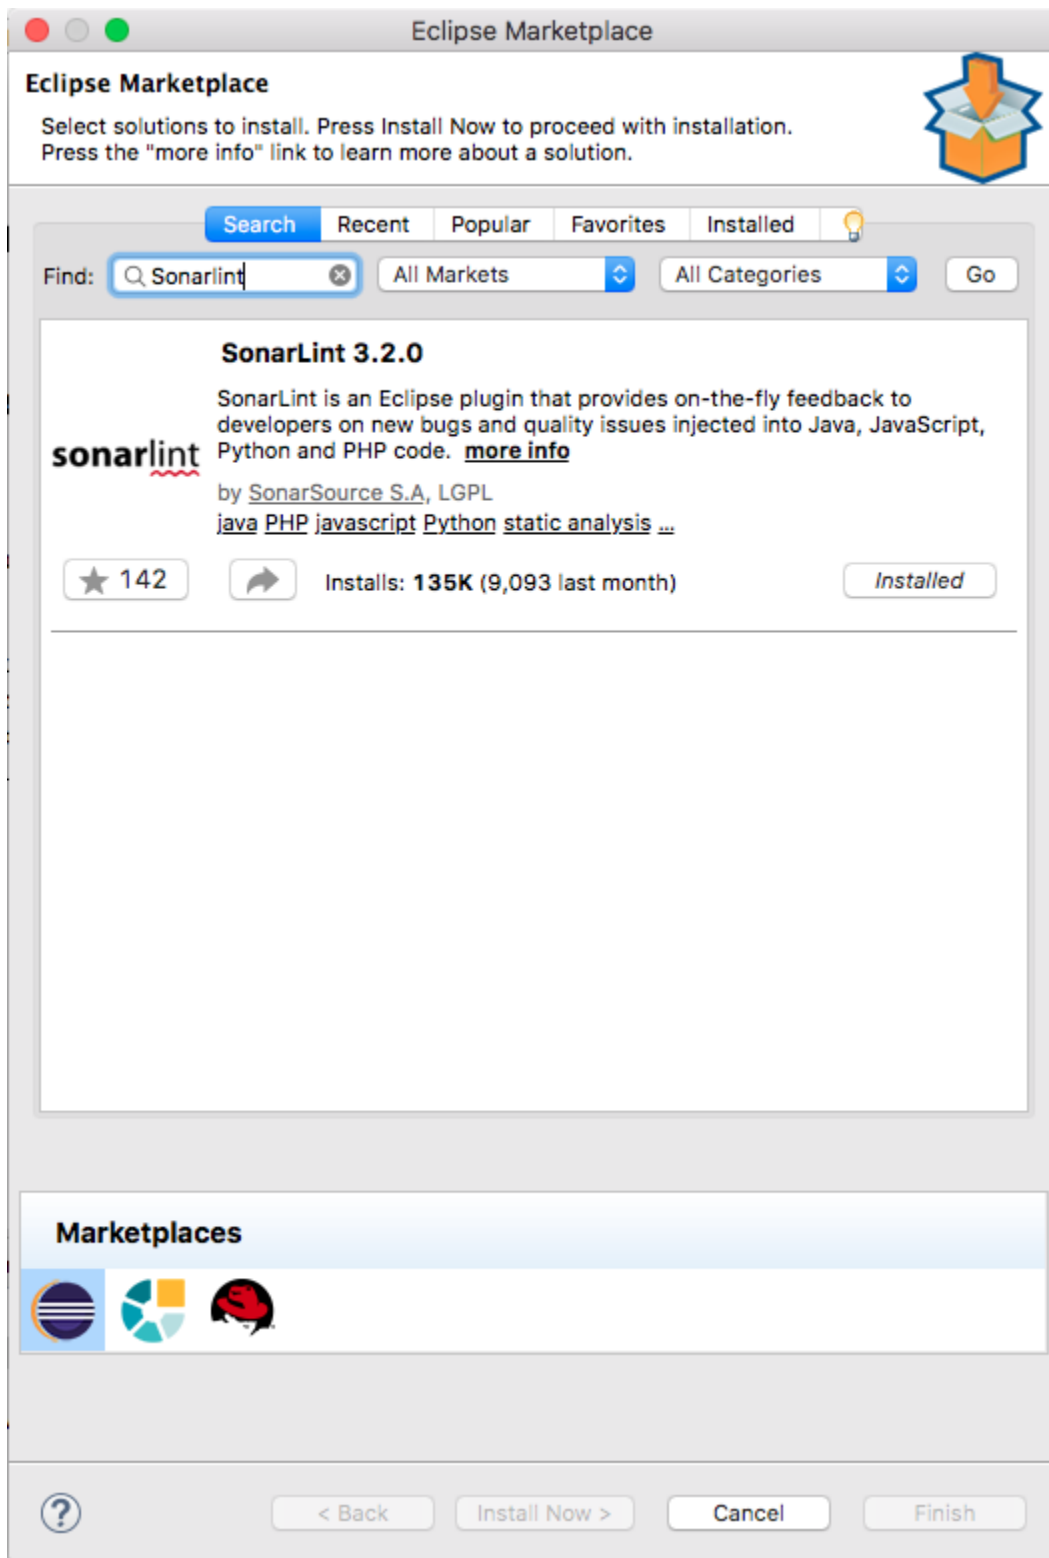 Eclipse Marketplace
Eclipse Marketplace
Select solutions to install. Press Install Now to proceed with installation.
Press the "more info" link to learn more about a solution.
Search Recent Popular Favorites Installed
Find: Sonarlint All Markets All Categories Go
SonarLint 3.2.0
SonarLint is an Eclipse plugin that provides on-the-fly feedback to
developers on new bugs and quality issues injected into Java, JavaScript,
sonarlint Python and PHP code. more info
by SonarSource S.A, LGPL
java PHP javascript Python static analysis ...
142 Installs: 135K (9,093 last month) Installed
Marketplaces
? < Back Install Now > Cancel Finish